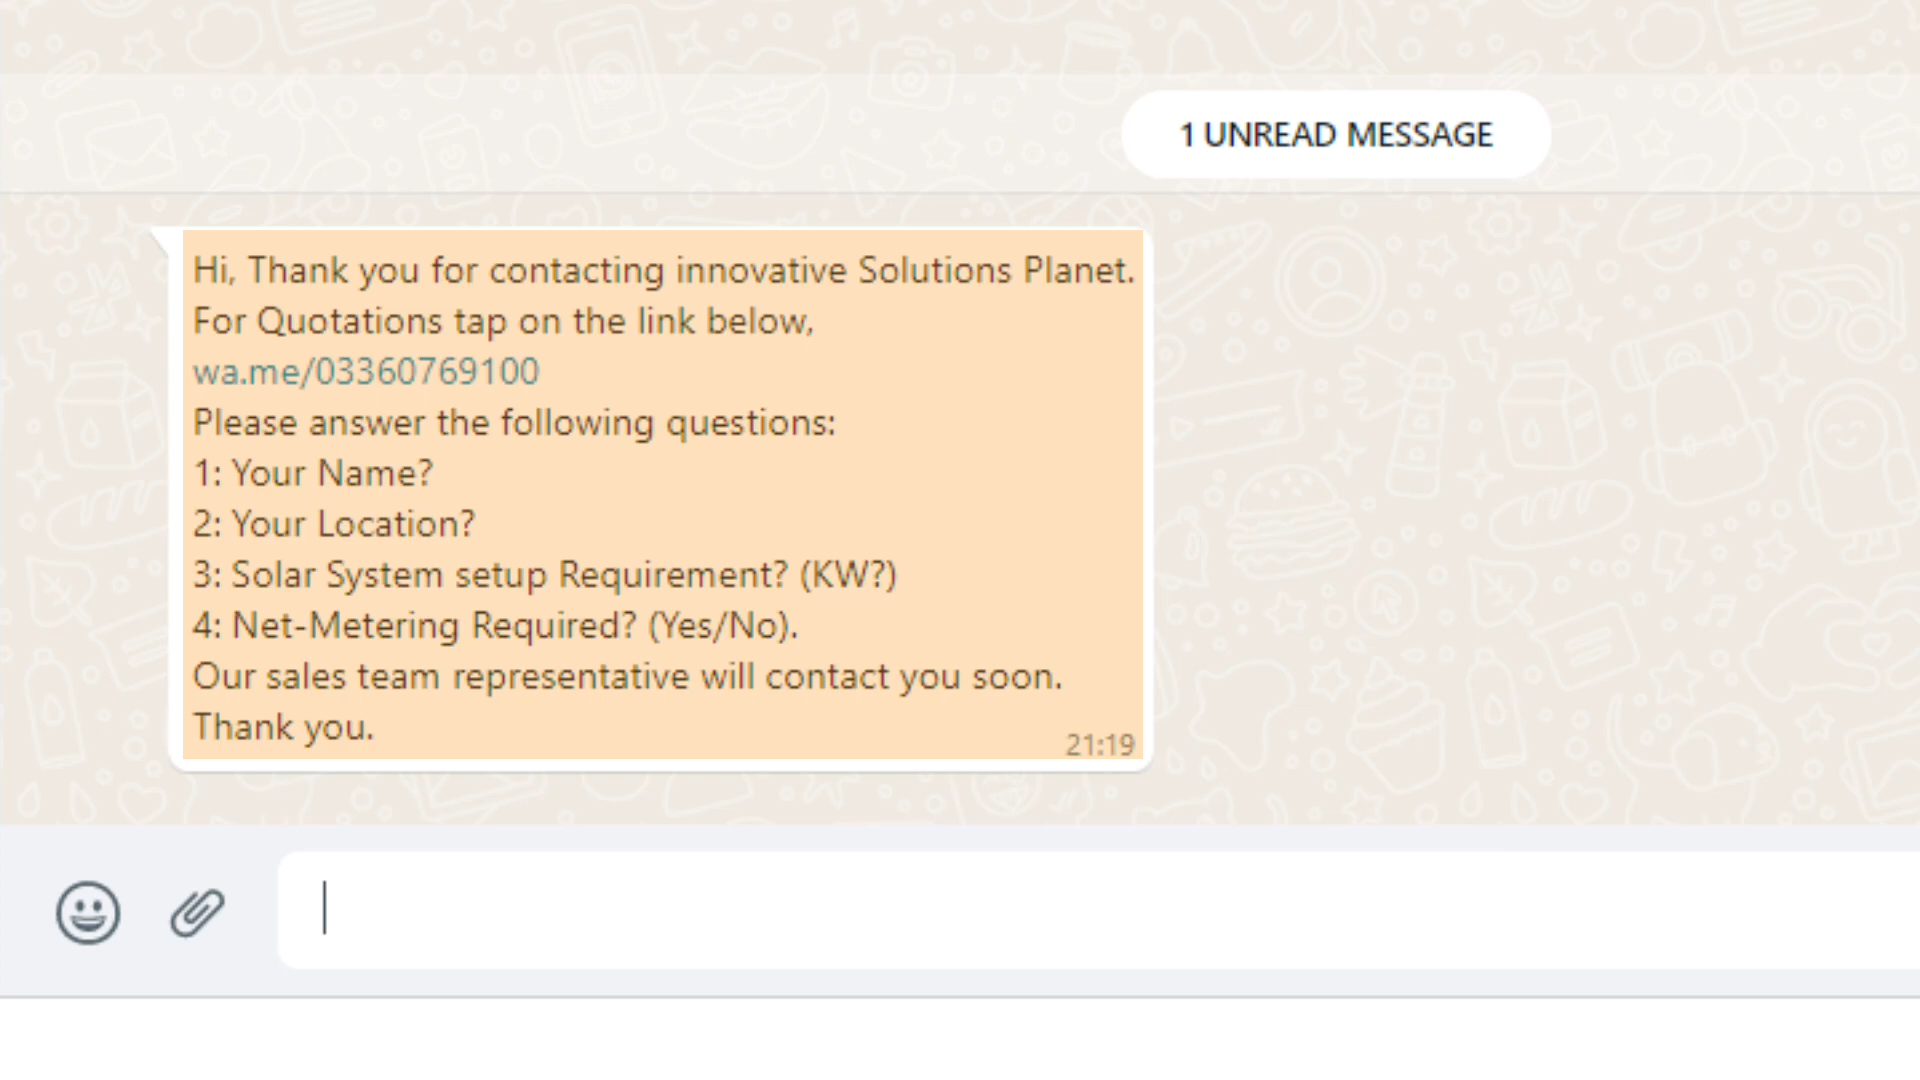 1 UNREAD MESSAGE
Hi, Thank you for contacting innovative Solutions Planet.
For Quotations tap on the link below,
wa.me/03360769100
Please answer the following questions:
1: Your Name?
2: Your Location?
3: Solar System setup Requirement? (KW?)
4: Net-Metering Required? (Yes/No).
Our sales team representative will contact you soon.
Thank you.
21:19